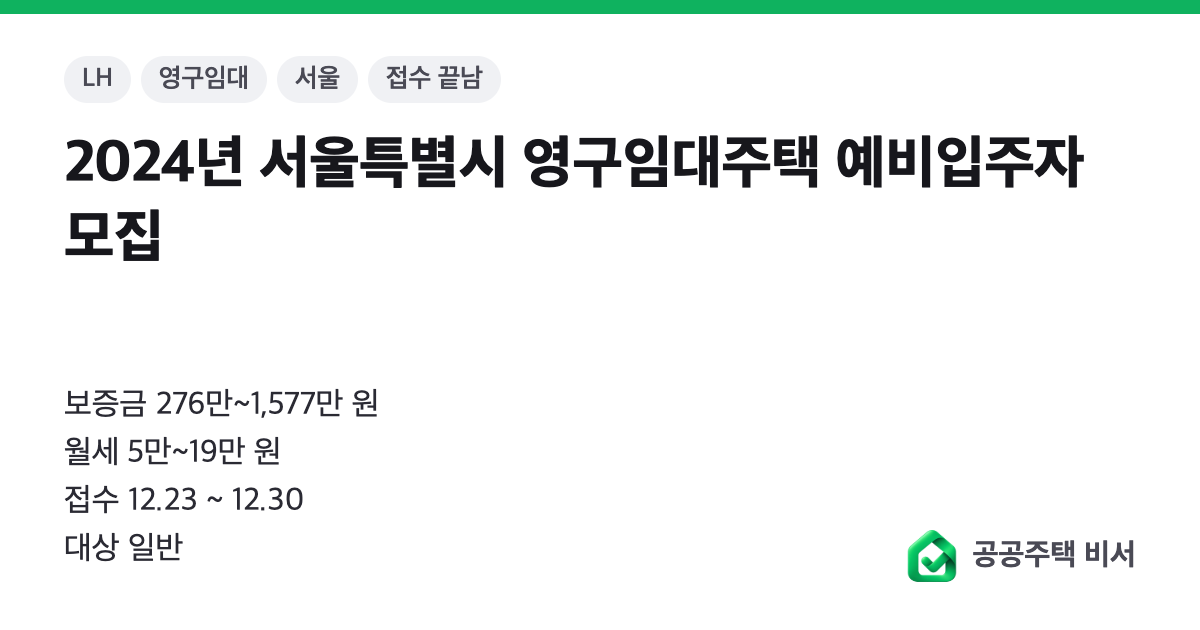 LH 영구임대 서울 접수 끝남
2024년 서울특별시 영구임대주택 예비입주자
모집
보증금 276만~1,577만 원
월세 5만~19만 원
접수 12.23 ~ 12.30
대상 일반
공공주택 비서